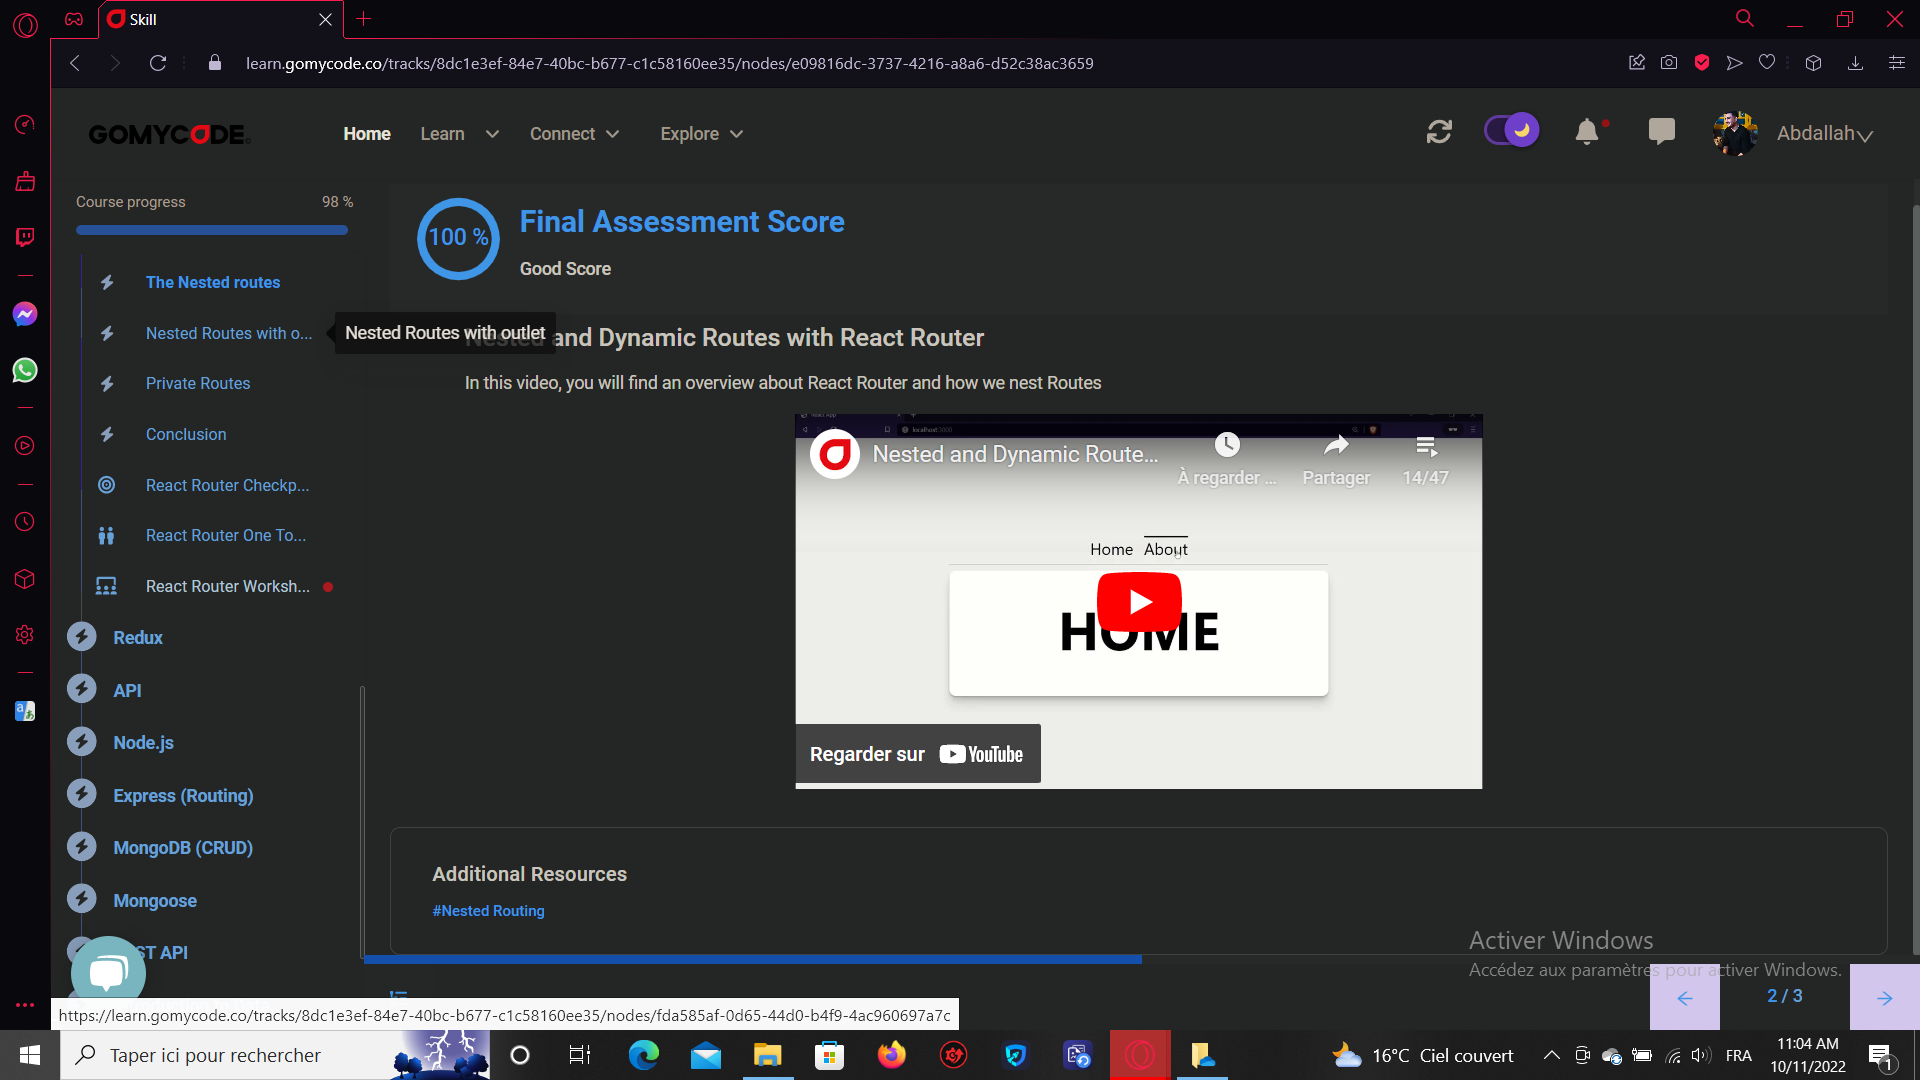 Skill
learn.gomycode.co/tracks/8dc1e3ef-84e7-40bc-b677-c1c58160ee35/nodes/e09816dc-3737-4216-a8a6-d52c38ac3659
GOMYCODE
Home
Learn
Connect
Explore
Abdallah
Course progress
98 %
The Nested routes
Nested Routes with o...
Private Routes
Conclusion
React Router Checkp...
React Router One To...
React Router Worksh...
Redux
API
Node.js
Express (Routing)
MongoDB (CRUD)
Mongoose
ST API
Nested Routes with outlet
100 %
Final Assessment Score
Good Score
Nested and Dynamic Routes with React Router
In this video, you will find an overview about React Router and how we nest Routes
localhost:3000
Nested and Dynamic Route...
À regarder ...
Partager
14/47
Home About
HOME
Regarder sur YouTube
Additional Resources
#Nested Routing
Activer Windows
Accédez aux paramètres pour activer Windows.
2 / 3
https://learn.gomycode.co/tracks/8dc1e3ef-84e7-40bc-b677-c1c58160ee35/nodes/fda585af-0d65-44d0-b4f9-4ac960697a7c
Taper ici pour rechercher
16°C Ciel couvert
FRA
11:04 AM
10/11/2022
1